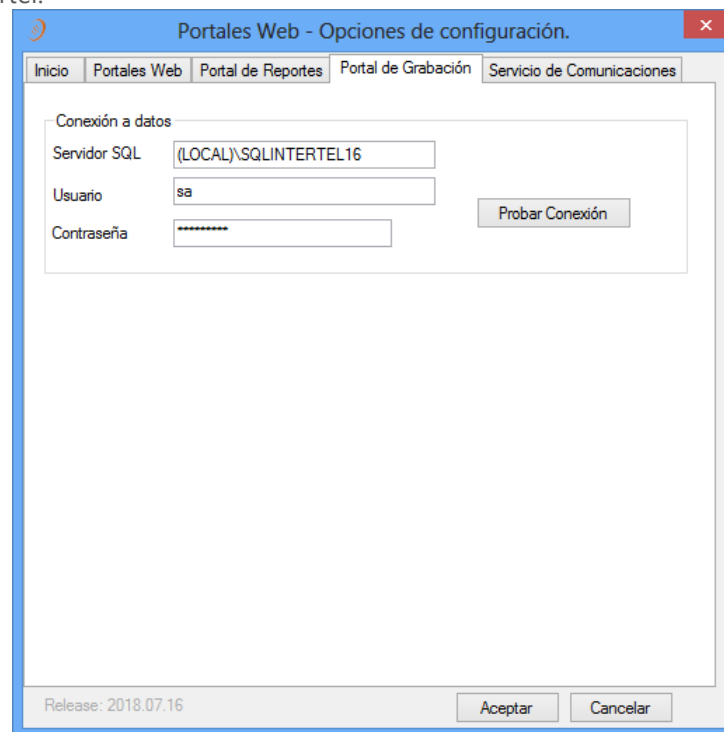 Portales Web - Opciones de configuración.
Inicio Portales Web Portal de Reportes Portal de Grabación Servicio de Comunicaciones
Conexión a datos
Servidor SQL (LOCAL)\SQLINTERTEL16
Usuario sa
Probar Conexión
Contraseña *********
Release: 2018.07.16 Aceptar Cancelar